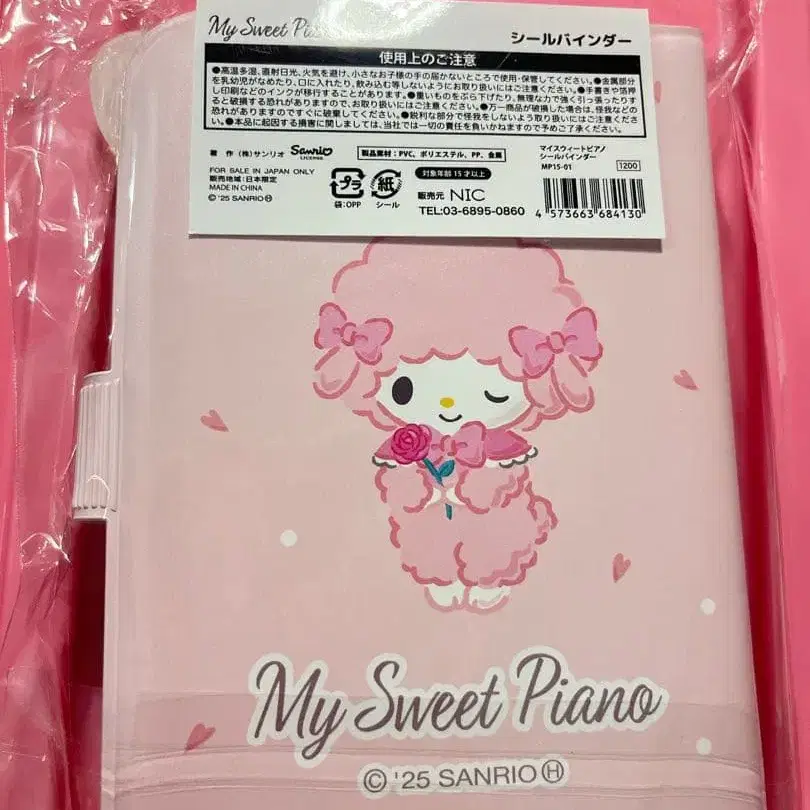 My Sweet Pia
シールバインダー
使用上のご注意
●高温多湿、直射日光、火気を避け、小さなお子様の手の届かないところで使用・保管してください。●金属部分
を乳幼児がなめたり、口に入れたり、飲み込む等しないようにお取り扱いにはご注意ください。●手書きや箔押
し印刷などのインクが移行することがあります。●重いものをぶら下げたり、無理な力で強く引っ張ったりす
ると破損する恐れがありますので、お取り扱いにはご注意ください。●万一商品が破損した場合は、怪我などの
恐れがありますのですぐに破棄してください。●鋭利な部分で怪我をしないよう取り扱いにはご注意ください。
●本品に起因する損害に関しましては、当社では一切の責任を負いかねますので予めご了承ください。
著 作 (株)サンリオ
Sanrio
LICENSE
FOR SALE IN JAPAN ONLY
販売地域:日本限定
MADE IN CHINA
© '25 SANRIO Ⓗ
製品素材:PVC、ポリエステル、PP、金属
プラ
袋:OPP
紙
シール
対象年齢15才以上
販売元 NIC
TEL:03-6895-0860
マイスウィートピアノ
シールバインダー
MP15-01
1200
4 573663 684130
My Sweet Piano
© '25 SANRIO Ⓗ